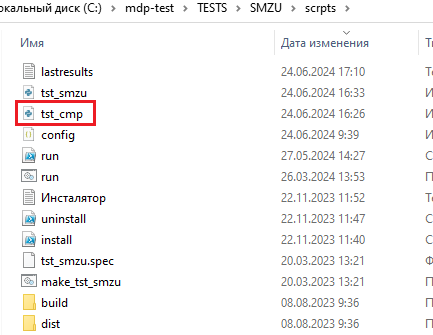 окальный диск (C:) > mdp-test > TESTS > SMZU > scrpts >
Имя Дата изменения Т
lastresults 24.06.2024 17:10 Т
tst_smzu 24.06.2024 16:33 И
tst_cmp 24.06.2024 16:26 И
config 24.06.2024 9:39 И
run 27.05.2024 14:27 С
run 26.03.2024 13:53 П
Инсталятор 22.11.2023 11:52 Т
uninstall 22.11.2023 11:52 С
install 22.11.2023 11:40 С
tst_smzu.spec 20.03.2023 13:21 Ф
make_tst_smzu 20.03.2023 13:21 П
build 08.08.2023 9:36 П
dist 08.08.2023 9:36 П